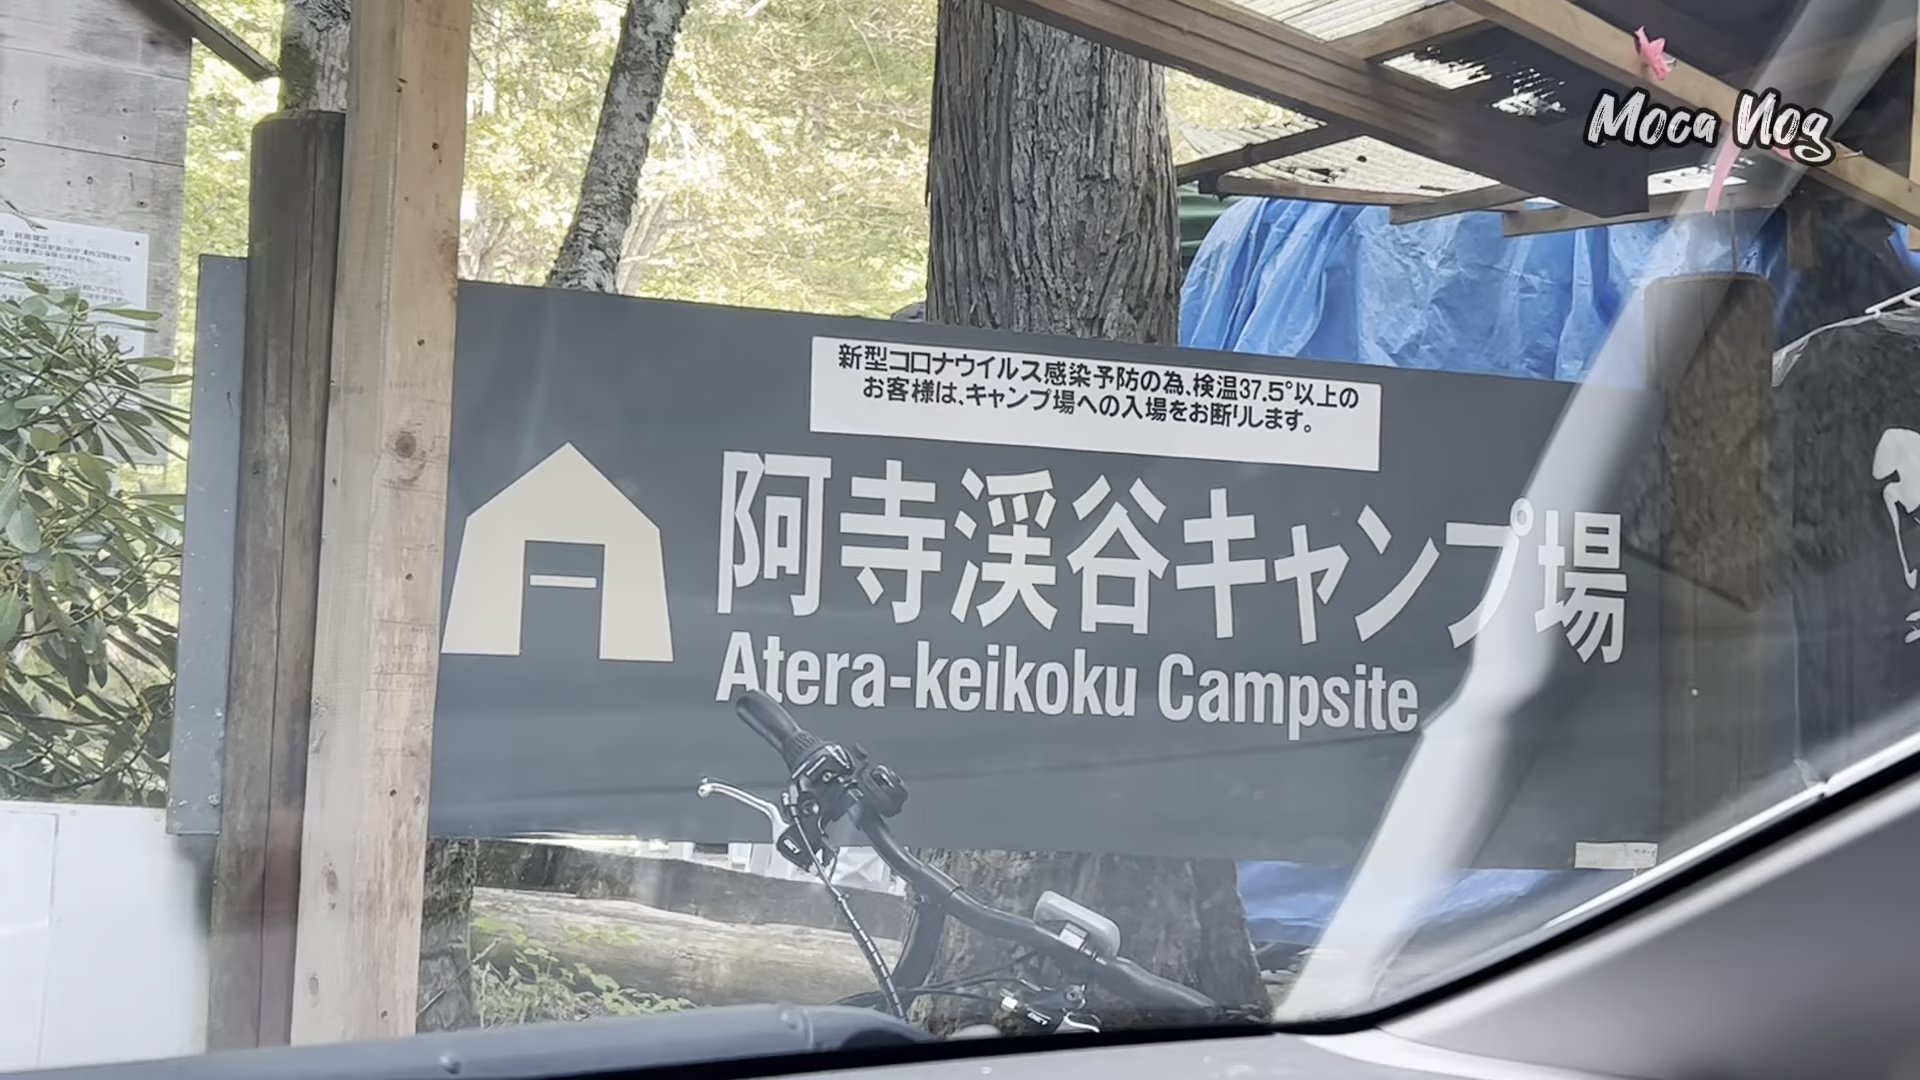 Moca Vlog
新型コロナウイルス感染予防の為、検温37.5°以上の
お客様は、キャンプ場への入場をお断りします。
阿寺渓谷キャンプ場
Atera-keikoku Campsite